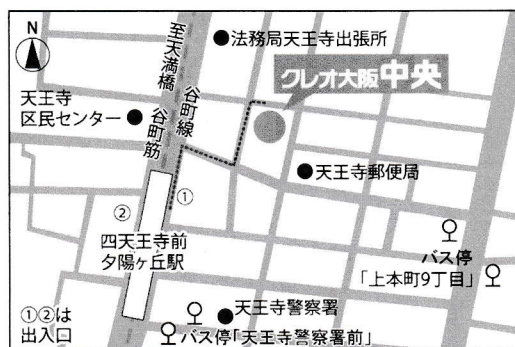 N
至天満橋
谷町線
谷町筋
法務局天王寺出張所
クレオ大阪中央
天王寺
区民センター
天王寺郵便局
①
②
四天王寺前
夕陽ヶ丘駅
バス停
「上本町9丁目」
①②は
出入口
天王寺警察署
バス停「天王寺警察署前」